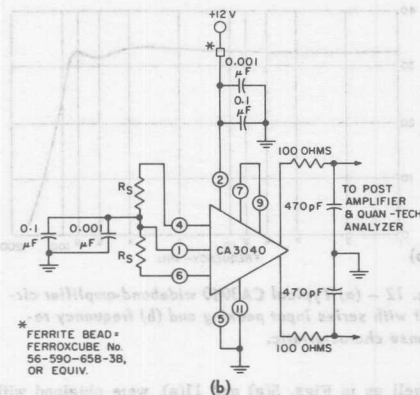 +12 V
*
0.001
µF
0.1
µF
2
7
9
100 OHMS
RS
4
470pF
TO POST
AMPLIFIER
& QUAN-TECH
ANALYZER
0.1
µF
0.001
µF
1
CA3040
RS
6
470pF
5
11
100 OHMS
*
FERRITE BEAD=
FERROXCUBE No.
56-590-65B-3B,
OR EQUIV.
(b)